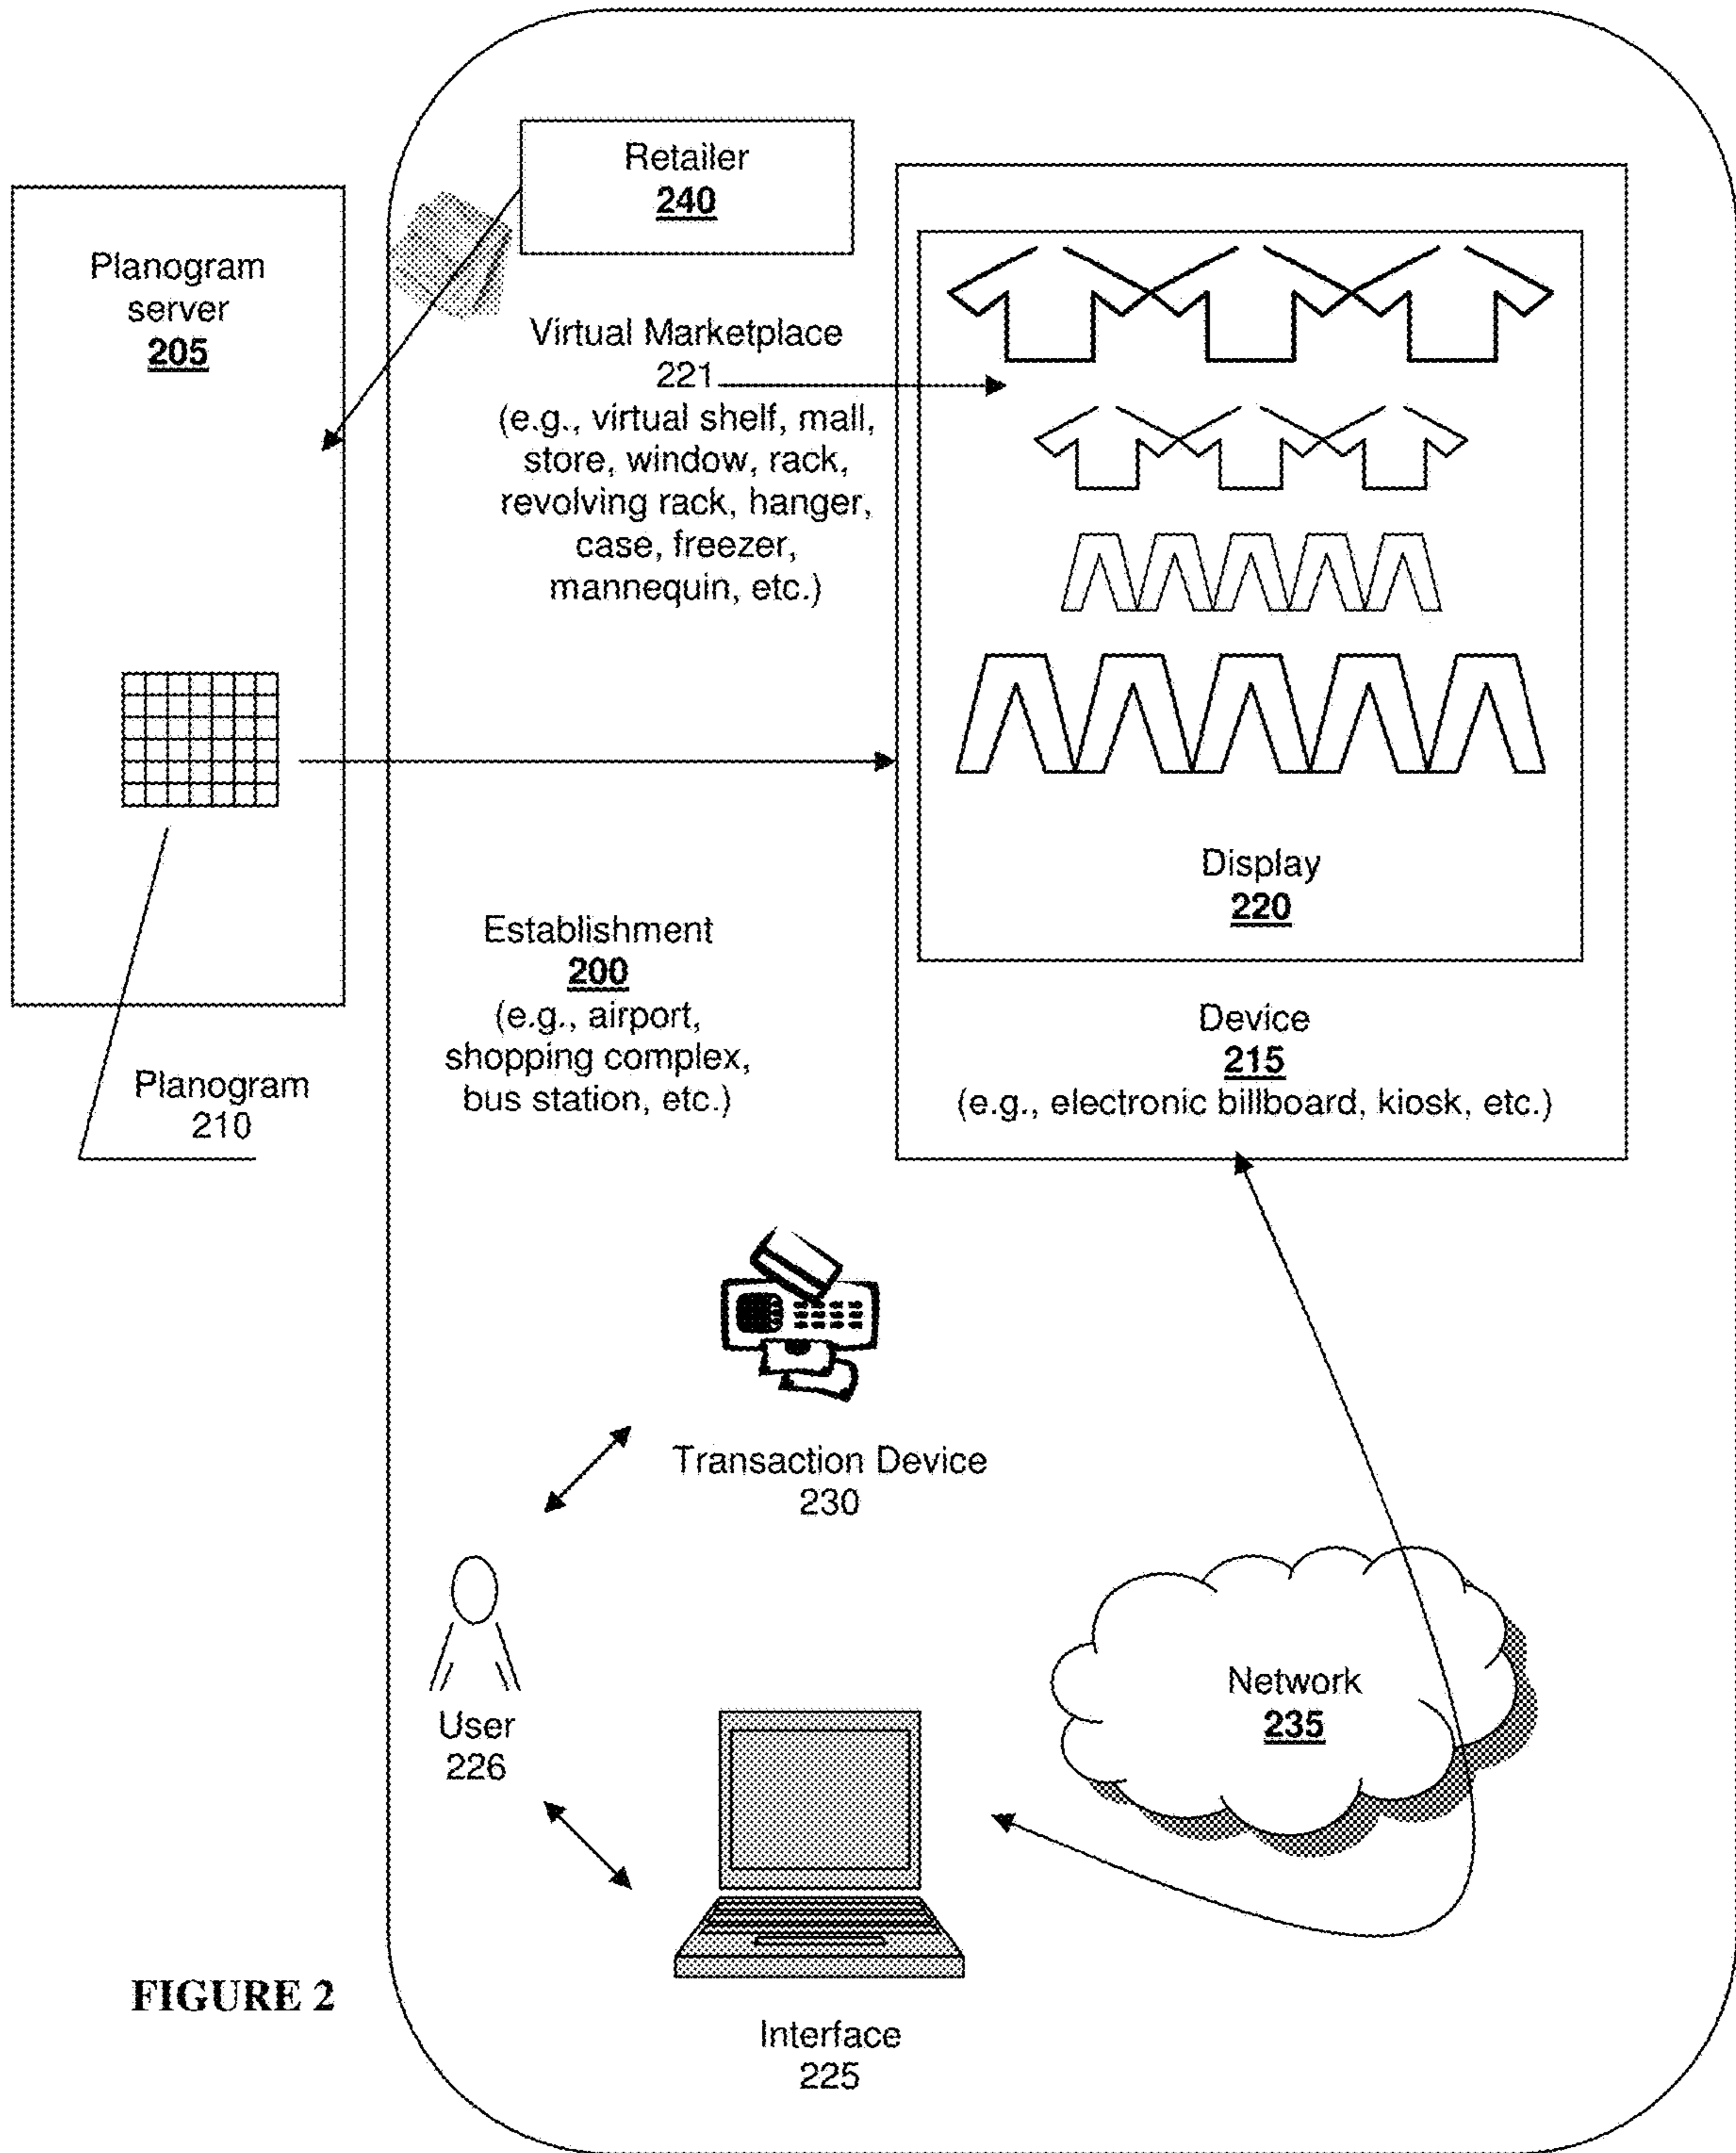 Retailer
240
Planogram
server
205
Virtual Marketplace
221
(e.g., virtual shelf, mall,
store, window, rack,
revolving rack, hanger,
case, freezer,
mannequin, etc.)
Display
220
Establishment
200
(e.g., airport,
shopping complex,
bus station, etc.)
Device
215
(e.g., electronic billboard, kiosk, etc.)
Planogram
210
Transaction Device
230
User
226
Network
235
Interface
225
FIGURE 2